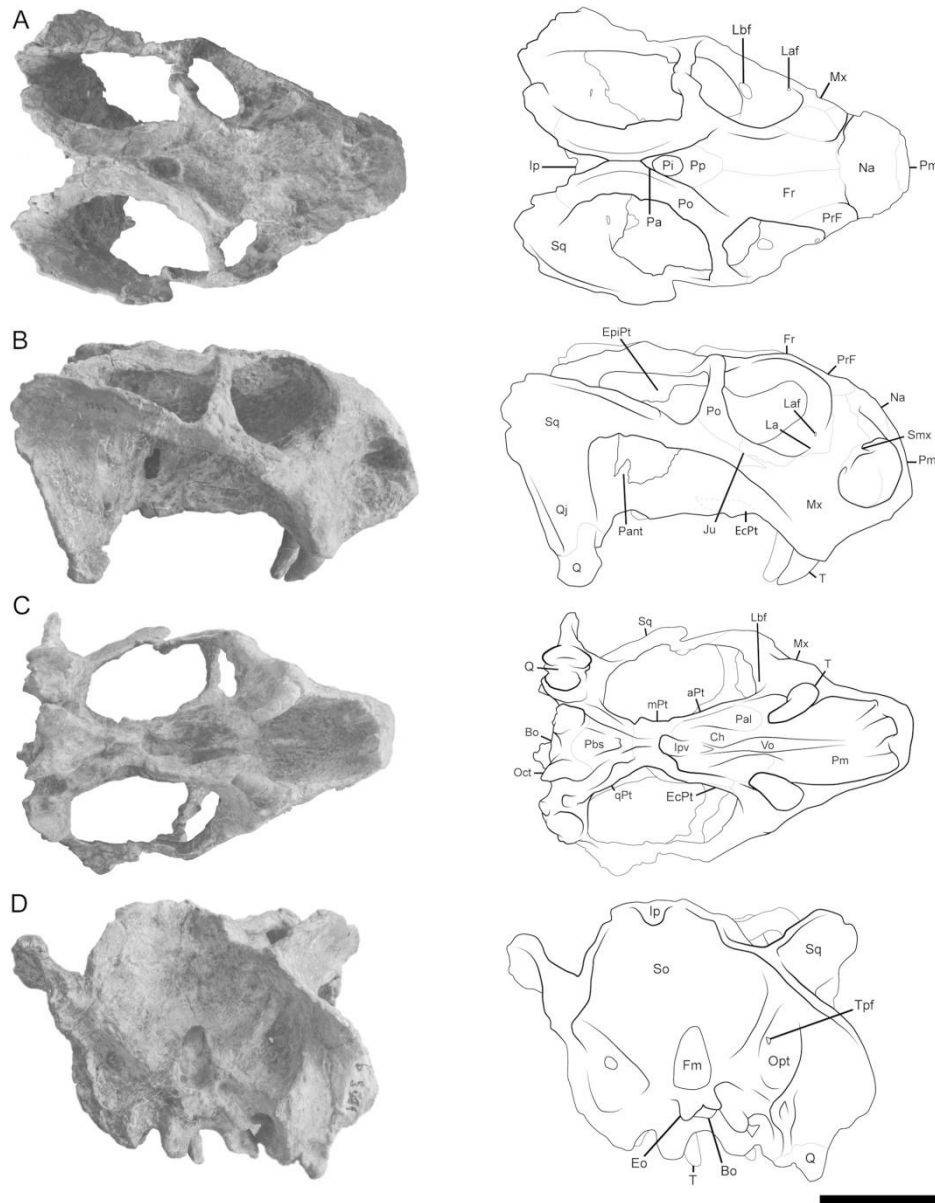 A
Lbf
Laf
Mx
Ip
Pi
Pp
Na
Pm
Fr
Po
Pa
PrF
Sq
B
EpiPt
Fr
PrF
Laf
Na
Po
La
Sq
Smx
Pm
Mx
Qj
Pant
Ju
EcPt
Q
T
C
Sq
Lbf
Mx
Q
T
mPt
aPt
Pal
Bo
Pbs
Ch
Ipv
Vo
Pm
Oct
qPt
EcPt
D
Ip
Sq
So
Tpf
Fm
Opt
Eo
Bo
Q
T